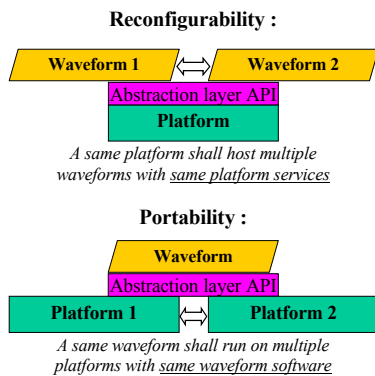 Reconfigurability :
Waveform 1 Waveform 2
Abstraction layer API
Platform
A same platform shall host multiple
waveforms with same platform services
Portability :
Waveform
Abstraction layer API
Platform 1 Platform 2
A same waveform shall run on multiple
platforms with same waveform software